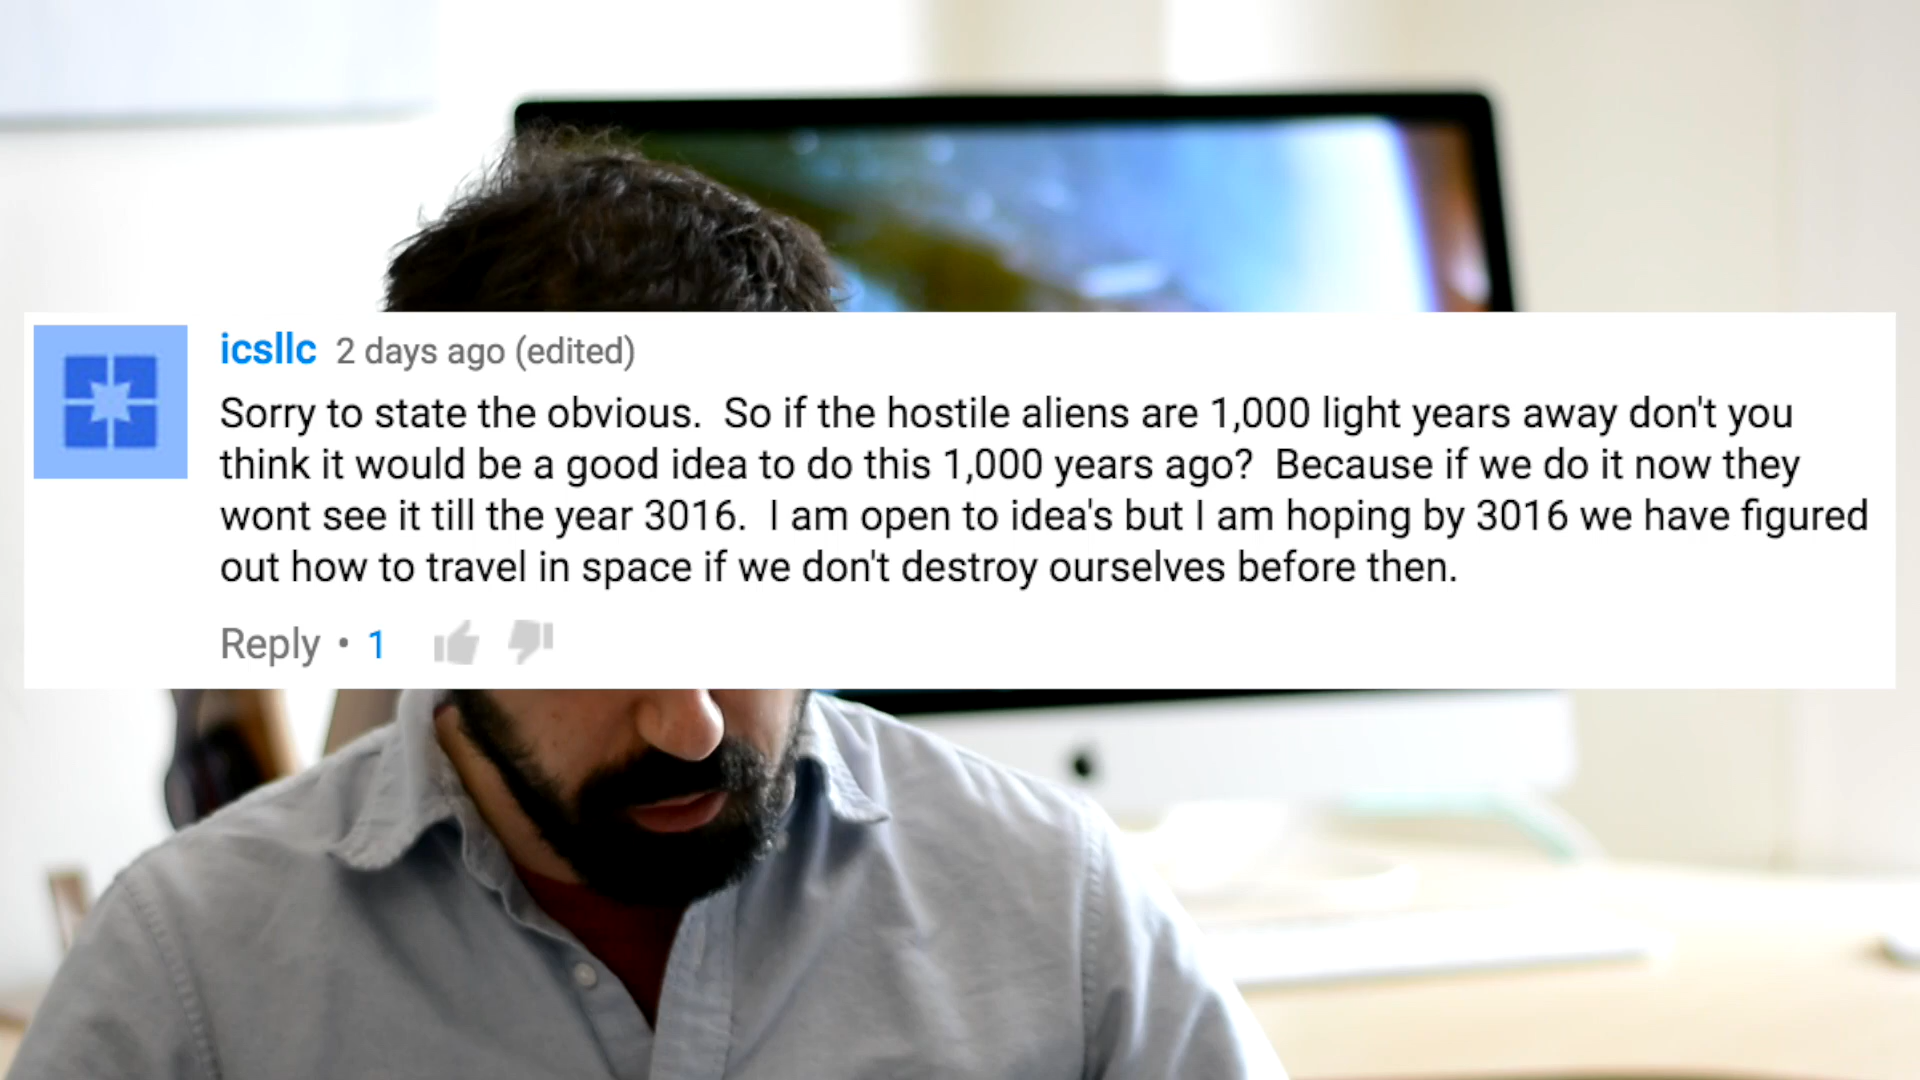 icsllc 2 days ago (edited)
Sorry to state the obvious.  So if the hostile aliens are 1,000 light years away don't you
think it would be a good idea to do this 1,000 years ago?  Because if we do it now they
wont see it till the year 3016.  I am open to idea's but I am hoping by 3016 we have figured
out how to travel in space if we don't destroy ourselves before then.
Reply • 1